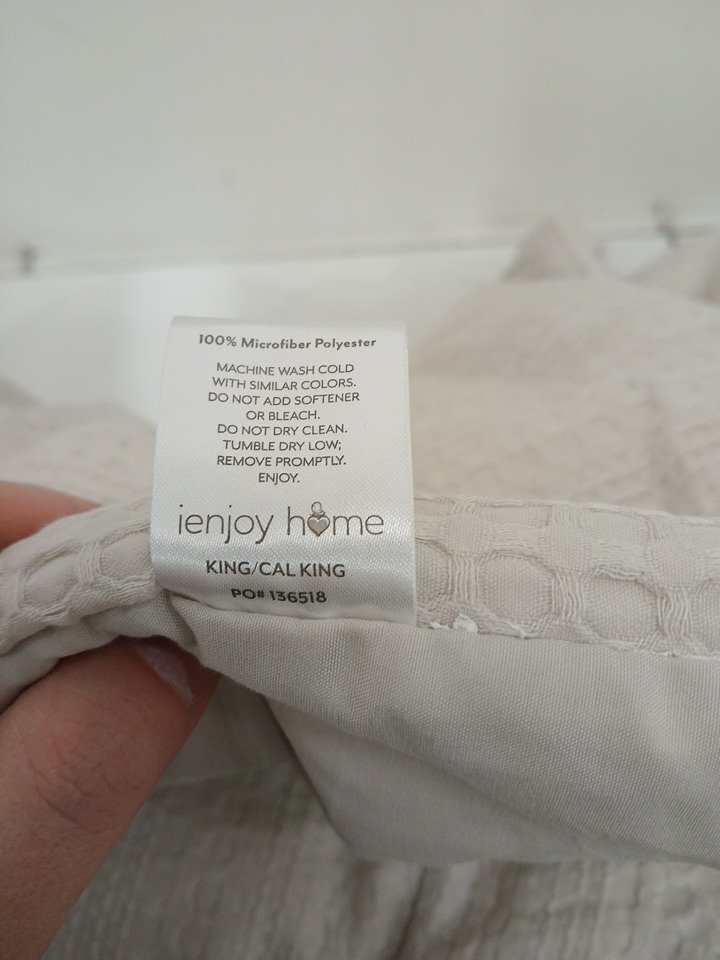 100% Microfiber Polyester
MACHINE WASH COLD
WITH SIMILAR COLORS.
DO NOT ADD SOFTENER
OR BLEACH.
DO NOT DRY CLEAN.
TUMBLE DRY LOW;
REMOVE PROMPTLY.
ENJOY.
ienjoy home
KING/CAL KING
PO# 136518